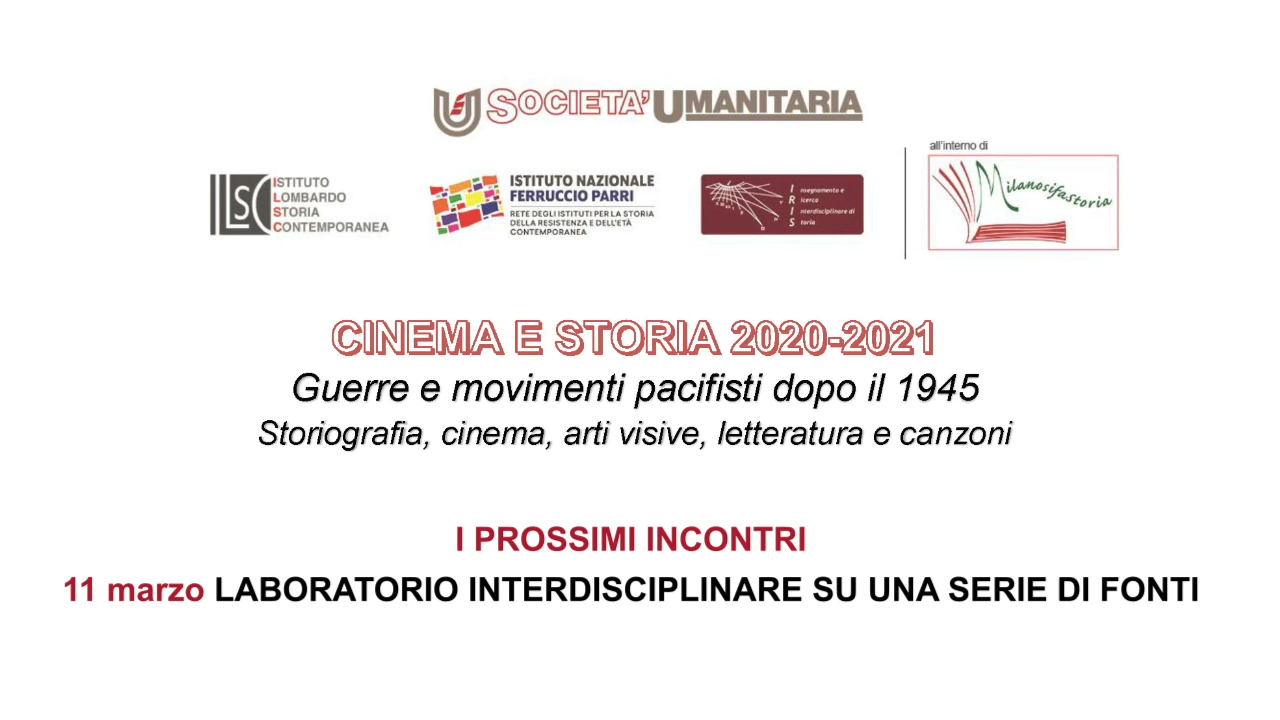 SOCIETA' UMANITARIA
all'interno di
ILSC
ISTITUTO
LOMBARDO
STORIA
CONTEMPORANEA
ISTITUTO NAZIONALE
FERRUCCIO PARRI
RETE DEGLI ISTITUTI PER LA STORIA
DELLA RESISTENZA E DELL'ETÀ
CONTEMPORANEA
Insegnamento e
Ricerca
Interdisciplinare di
Storia
Milanosifastoria
CINEMA E STORIA 2020-2021
Guerre e movimenti pacifisti dopo il 1945
Storiografia, cinema, arti visive, letteratura e canzoni
I PROSSIMI INCONTRI
11 marzo LABORATORIO INTERDISCIPLINARE SU UNA SERIE DI FONTI